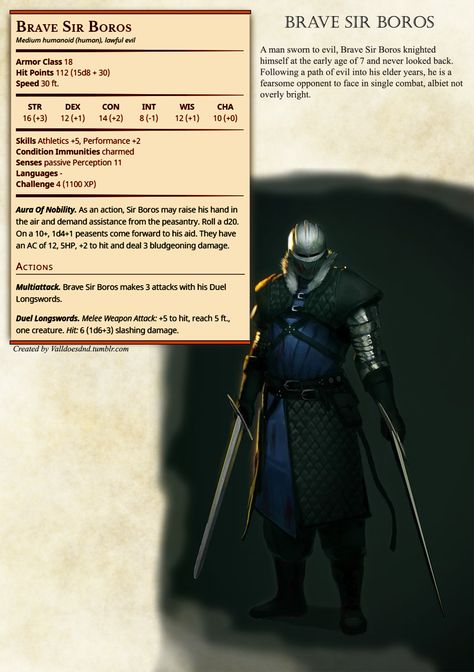 BRAVE SIR BOROS
Medium humanoid (human), lawful evil
Armor Class 18
Hit Points 112 (15d8 + 30)
Speed 30 ft.
STR DEX CON INT WIS CHA
16 (+3) 12 (+1) 14 (+2) 8 (-1) 12 (+1) 10 (+0)
Skills Athletics +5, Performance +2
Condition Immunities charmed
Senses passive Perception 11
Languages -
Challenge 4 (1100 XP)
Aura Of Nobility. As an action, Sir Boros may raise his hand in
the air and demand assistance from the peasantry. Roll a d20.
On a 10+, 1d4+1 peasents come forward to his aid. They have
an AC of 12, 5HP, +2 to hit and deal 3 bludgeoning damage.
ACTIONS
Multiattack. Brave Sir Boros makes 3 attacks with his Duel
Longswords.
Duel Longswords. Melee Weapon Attack: +5 to hit, reach 5 ft.,
one creature. Hit: 6 (1d6+3) slashing damage.
Created by Valldoesdnd.tumblr.com
BRAVE SIR BOROS
A man sworn to evil, Brave Sir Boros knighted
himself at the early age of 7 and never looked back.
Following a path of evil into his elder years, he is a
fearsome opponent to face in single combat, albiet not
overly bright.